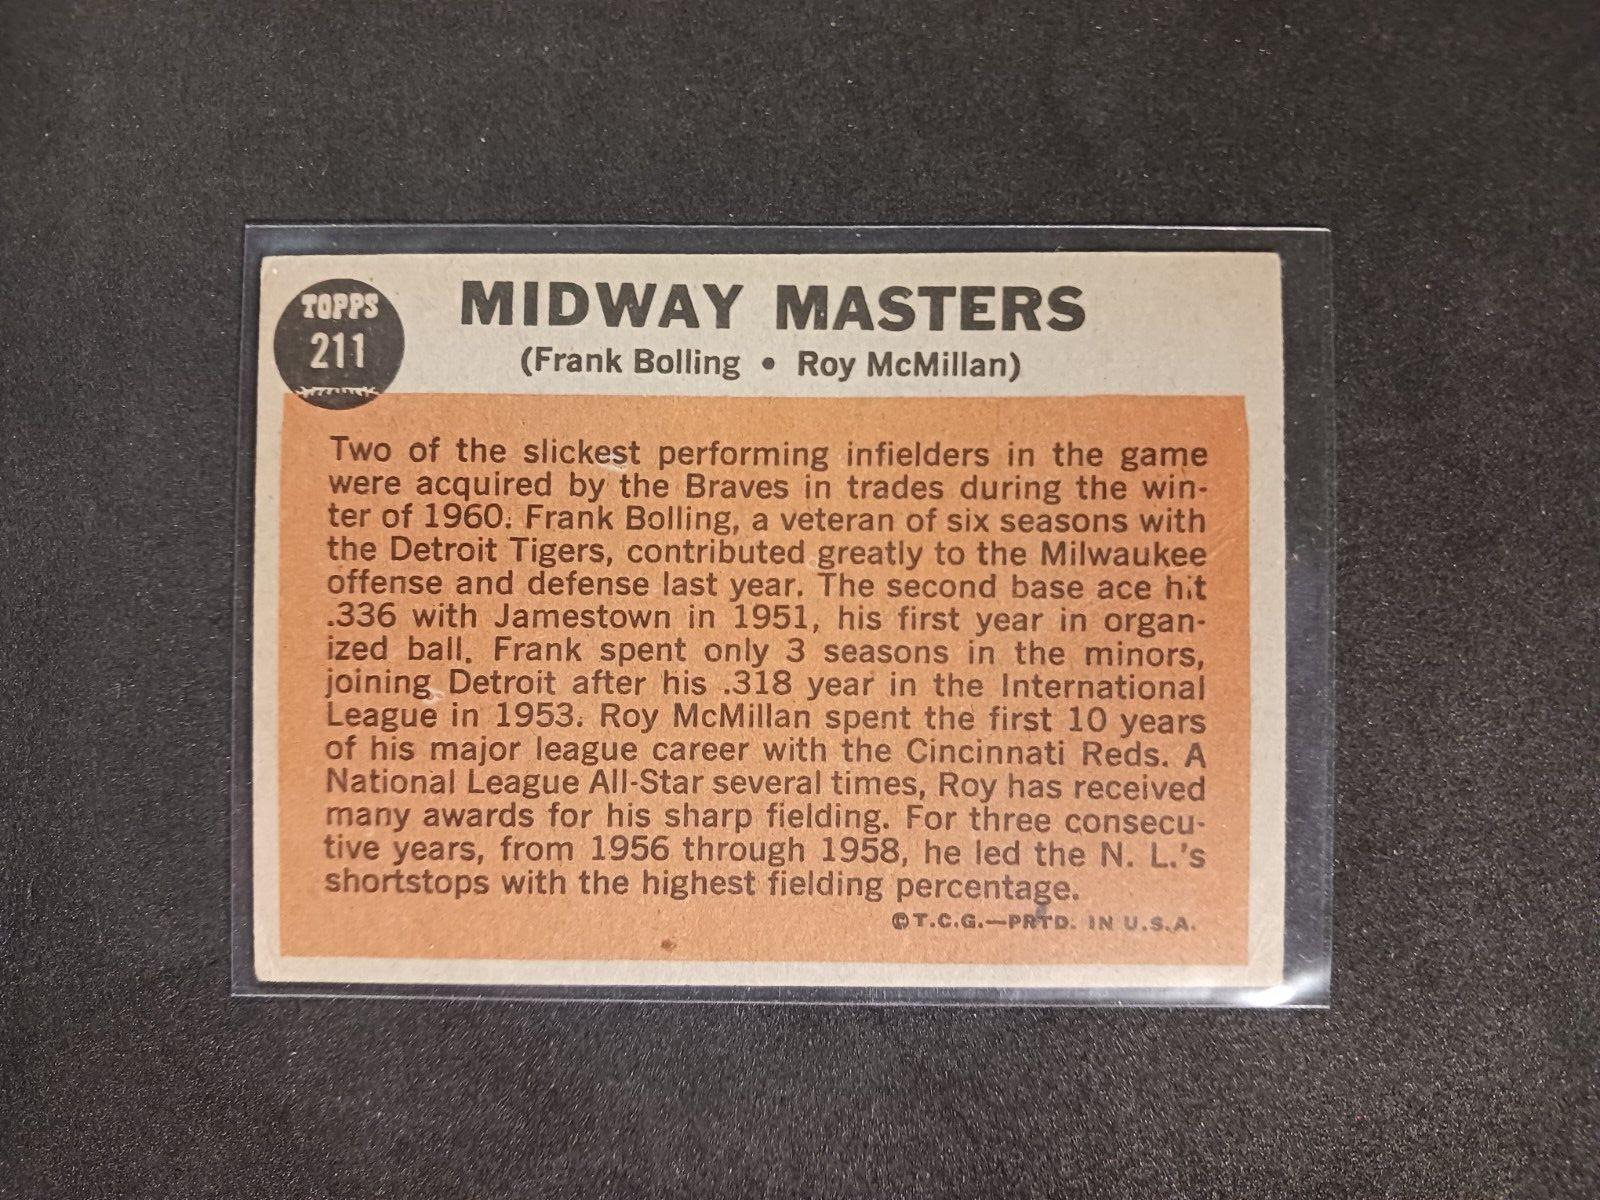 TOPPS
211
MIDWAY MASTERS
(Frank Bolling • Roy McMillan)
Two of the slickest performing infielders in the game
were acquired by the Braves in trades during the win-
ter of 1960. Frank Bolling, a veteran of six seasons with
the Detroit Tigers, contributed greatly to the Milwaukee
offense and defense last year. The second base ace hit
.336 with Jamestown in 1951, his first year in organ-
ized ball. Frank spent only 3 seasons in the minors,
joining Detroit after his .318 year in the International
League in 1953. Roy McMillan spent the first 10 years
of his major league career with the Cincinnati Reds. A
National League All-Star several times, Roy has received
many awards for his sharp fielding. For three consecu-
tive years, from 1956 through 1958, he led the N. L.'s
shortstops with the highest fielding percentage.
©T.C.G.—PRTD. IN U.S.A.